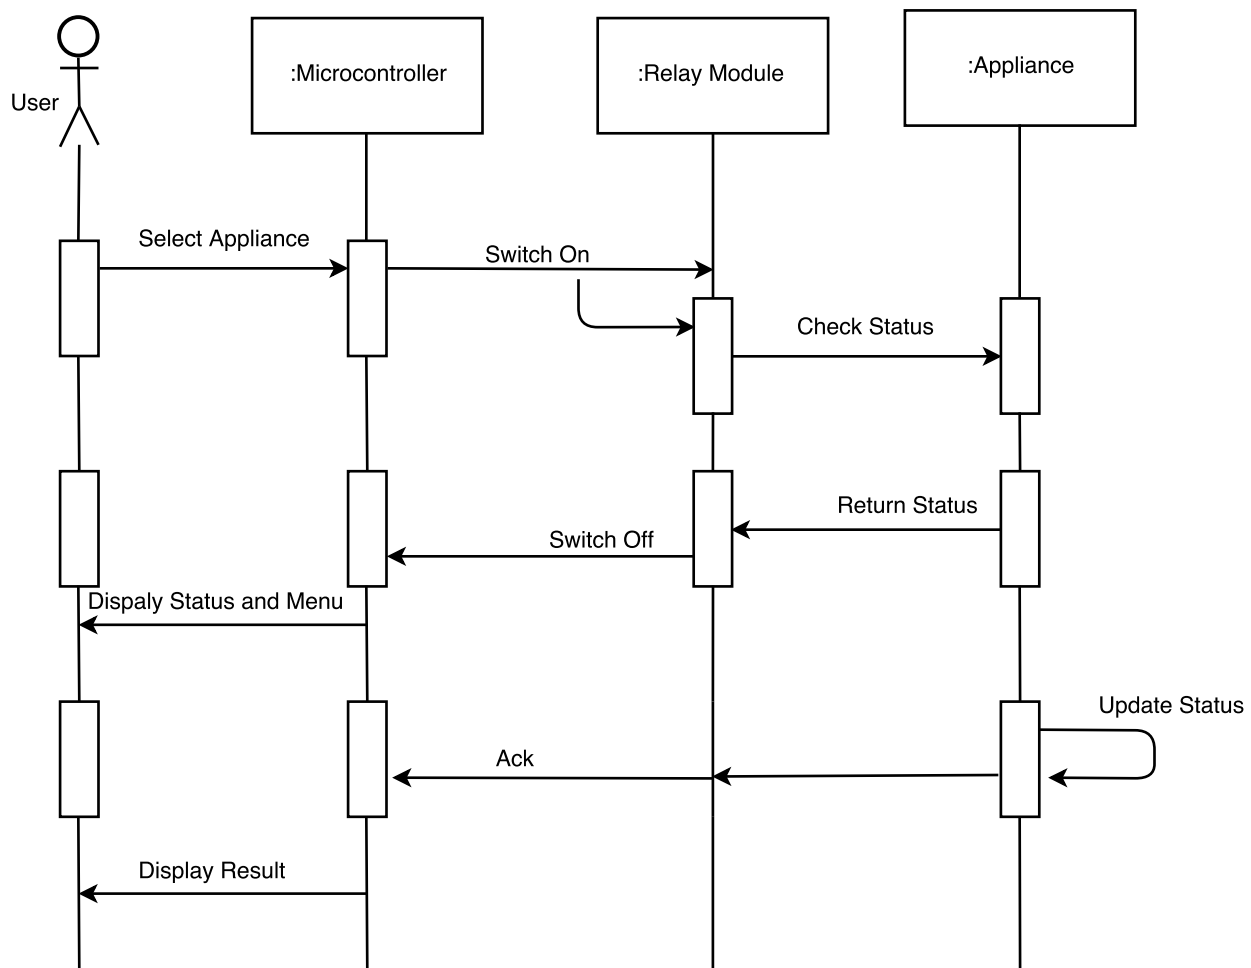 User
:Microcontroller
:Relay Module
:Appliance
Select Appliance
Switch On
Check Status
Return Status
Switch Off
Dispaly Status and Menu
Update Status
Ack
Display Result